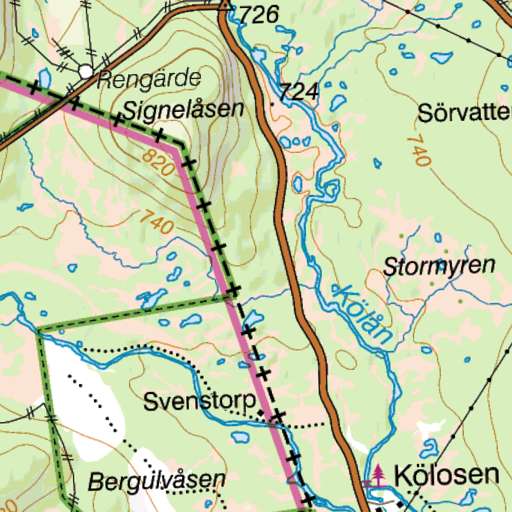 726
Rengärde
724
Signelåsen
Sörvatte
820
740
740
Stormyren
Kölån
Svenstorp
Bergulvåsen
Kölosen